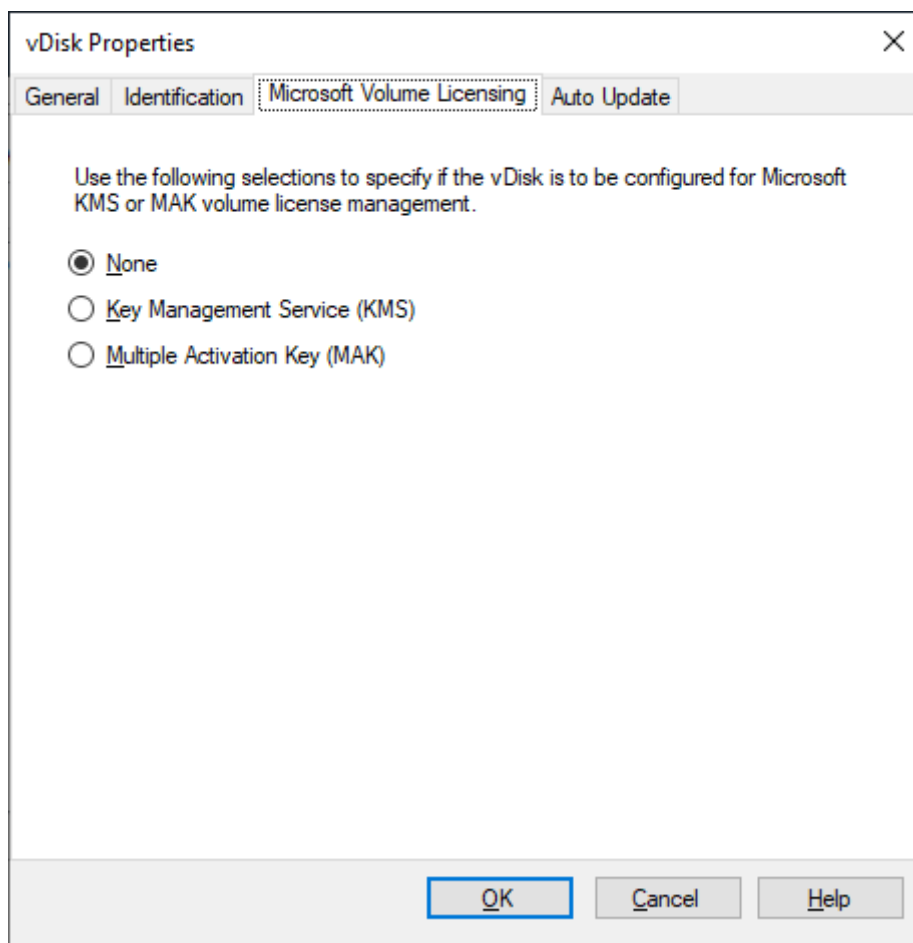 vDisk Properties
General Identification Microsoft Volume Licensing Auto Update
Use the following selections to specify if the vDisk is to be configured for Microsoft
KMS or MAK volume license management.
None
Key Management Service (KMS)
Multiple Activation Key (MAK)
OK Cancel Help